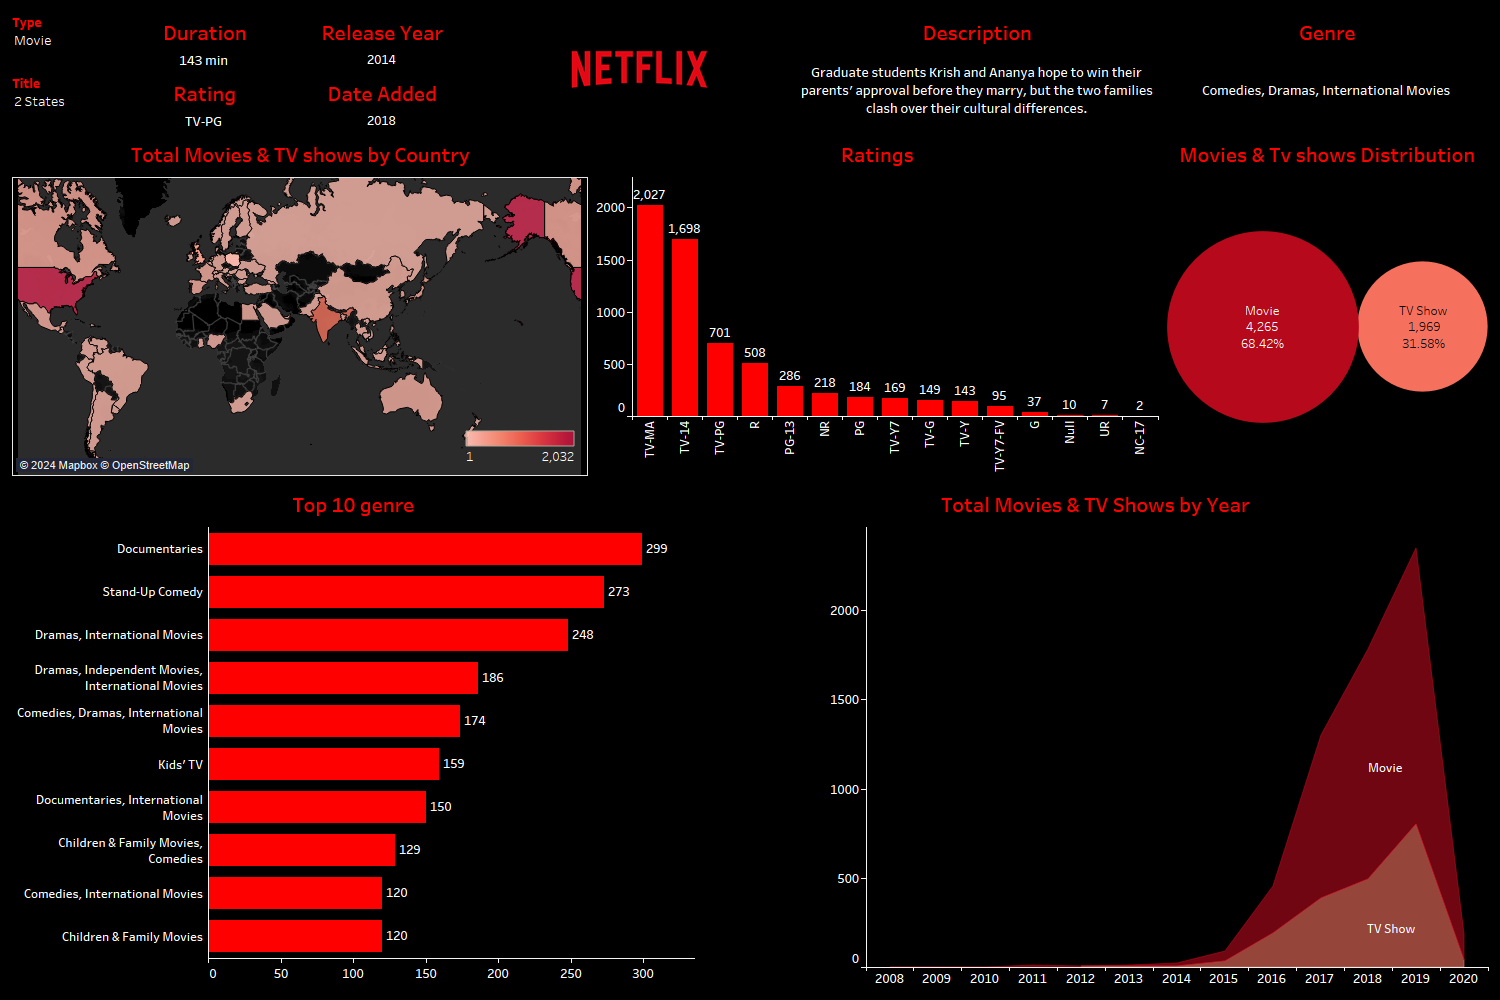 Type
Movie
Title
2 States
Duration
143 min
Release Year
2014
Rating
TV-PG
Date Added
2018
NETFLIX
Description
Graduate students Krish and Ananya hope to win their
parents’ approval before they marry, but the two families
clash over their cultural differences.
Genre
Comedies, Dramas, International Movies
Total Movies & TV shows by Country
1
2,032
© 2024 Mapbox © OpenStreetMap
Ratings
2000
1500
1000
500
0
2,027
1,698
701
508
286
218
184
169
149
143
95
37
10
7
2
TV-MA
TV-14
TV-PG
R
PG-13
NR
PG
TV-Y7
TV-G
TV-Y
TV-Y7-FV
G
Null
UR
NC-17
Movies & Tv shows Distribution
Movie
4,265
68.42%
TV Show
1,969
31.58%
Top 10 genre
Documentaries
299
Stand-Up Comedy
273
Dramas, International Movies
248
Dramas, Independent Movies,
International Movies
186
Comedies, Dramas, International
Movies
174
Kids’ TV
159
Documentaries, International
Movies
150
Children & Family Movies,
Comedies
129
Comedies, International Movies
120
Children & Family Movies
120
0 50 100 150 200 250 300
Total Movies & TV Shows by Year
2000
1500
1000
500
0
Movie
TV Show
2008 2009 2010 2011 2012 2013 2014 2015 2016 2017 2018 2019 2020